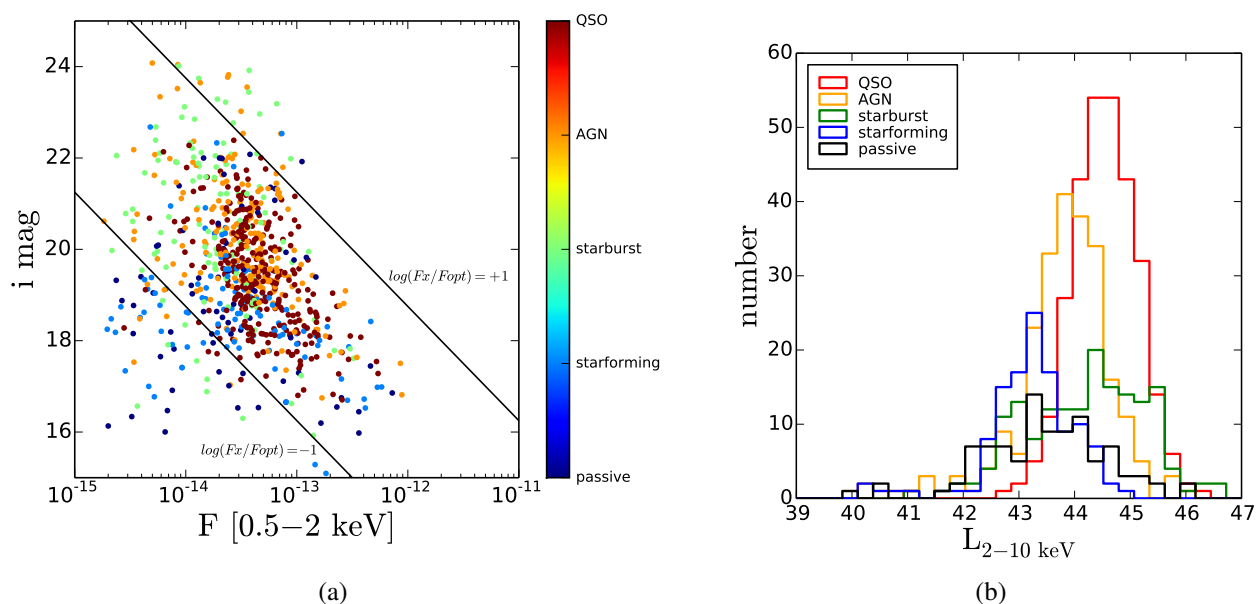 24
22
20
18
16
i mag
10^-15 10^-14 10^-13 10^-12 10^-11
F [0.5−2 keV]
log(Fx/Fopt) = +1
log(Fx/Fopt) = −1
QSO
AGN
starburst
starforming
passive
(a)
60
50
40
30
20
10
0
number
QSO
AGN
starburst
starforming
passive
39 40 41 42 43 44 45 46 47
L_2−10 keV
(b)